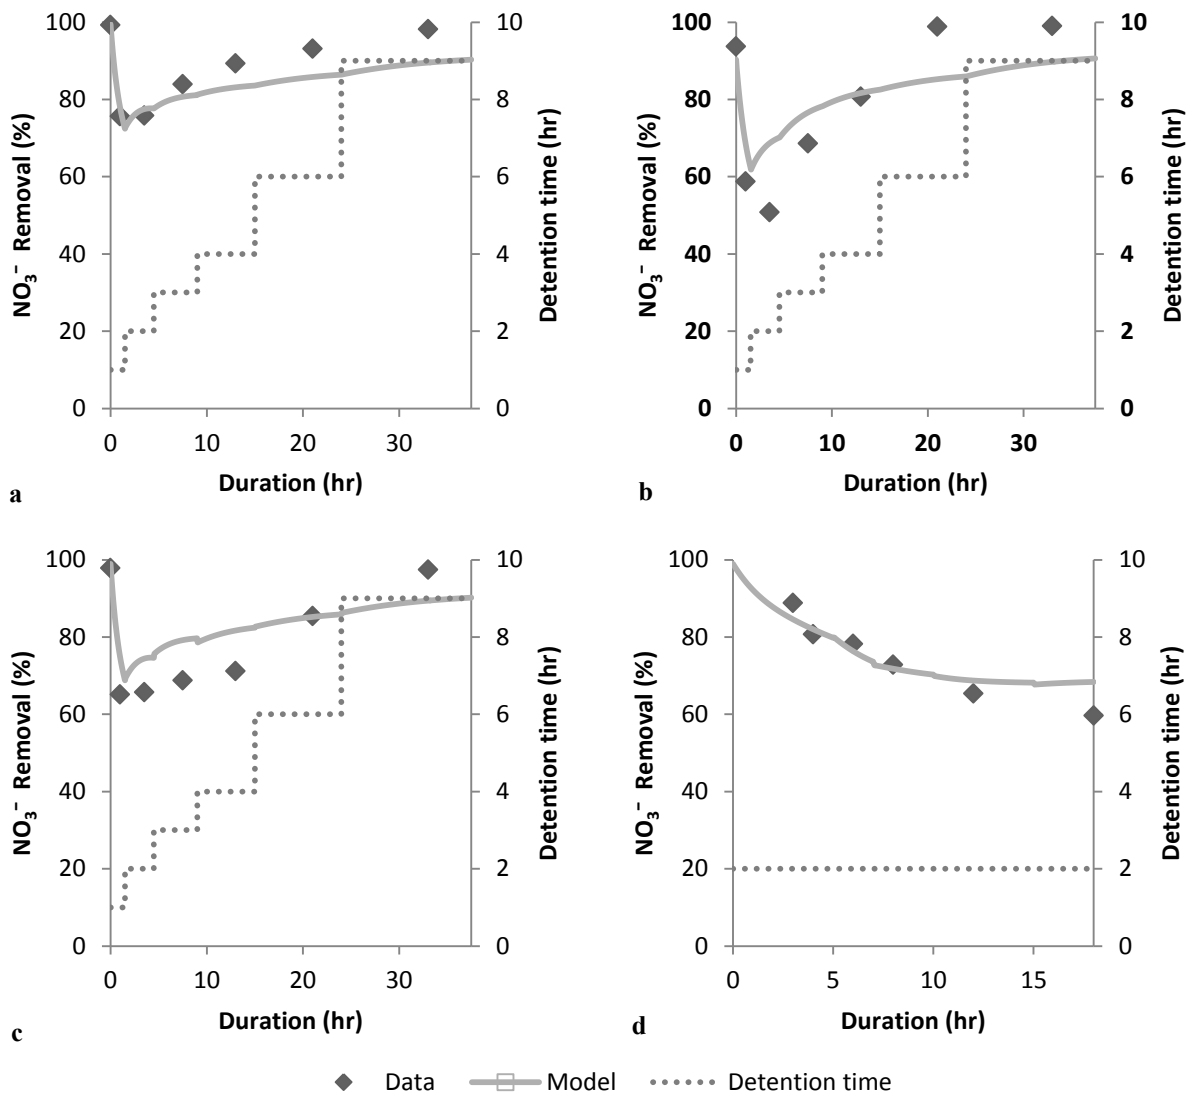 100
80
60
40
20
0
NO₃⁻ Removal (%)
10
8
6
4
2
0
Detention time (hr)
0 10 20 30
Duration (hr)
a
100
80
60
40
20
0
NO₃⁻ Removal (%)
10
8
6
4
2
0
Detention time (hr)
0 10 20 30
Duration (hr)
b
100
80
60
40
20
0
NO₃⁻ Removal (%)
10
8
6
4
2
0
Detention time (hr)
0 10 20 30
Duration (hr)
c
100
80
60
40
20
0
NO₃⁻ Removal (%)
10
8
6
4
2
0
Detention time (hr)
0 5 10 15
Duration (hr)
d
Data Model Detention time